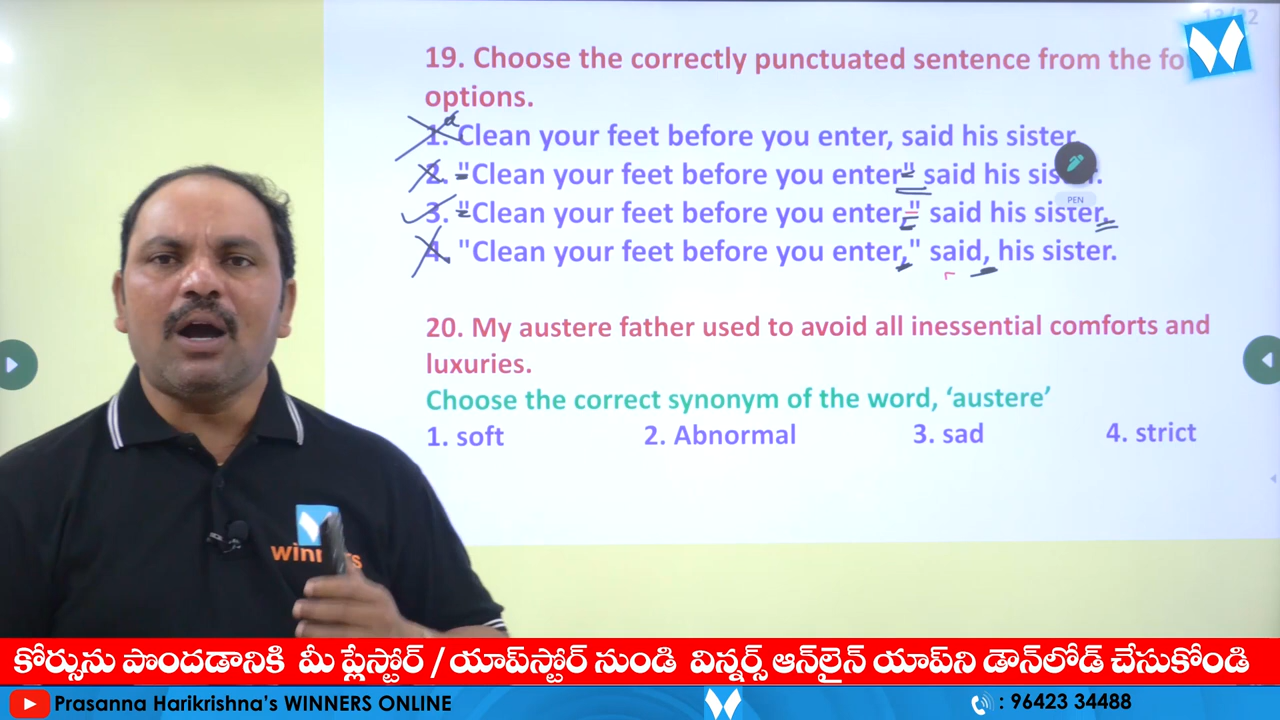 19. Choose the correctly punctuated sentence from the
options.
1. Clean your feet before you enter, said his sister.
2. "Clean your feet before you enter" said his sister.
3. "Clean your feet before you enter," said his sister.
4. "Clean your feet before you enter," said, his sister.
PEN
20. My austere father used to avoid all inessential comforts and
luxuries.
Choose the correct synonym of the word, ‘austere’
1. soft 2. Abnormal 3. sad 4. strict
winners
కోర్సును పొందడానికి మీ ప్లేస్టోర్ / యాప్‌స్టోర్ నుండి విన్నర్స్ ఆన్‌లైన్ యాప్‌ని డౌన్‌లోడ్ చేసుకోండి
Prasanna Harikrishna's WINNERS ONLINE : 96423 34488